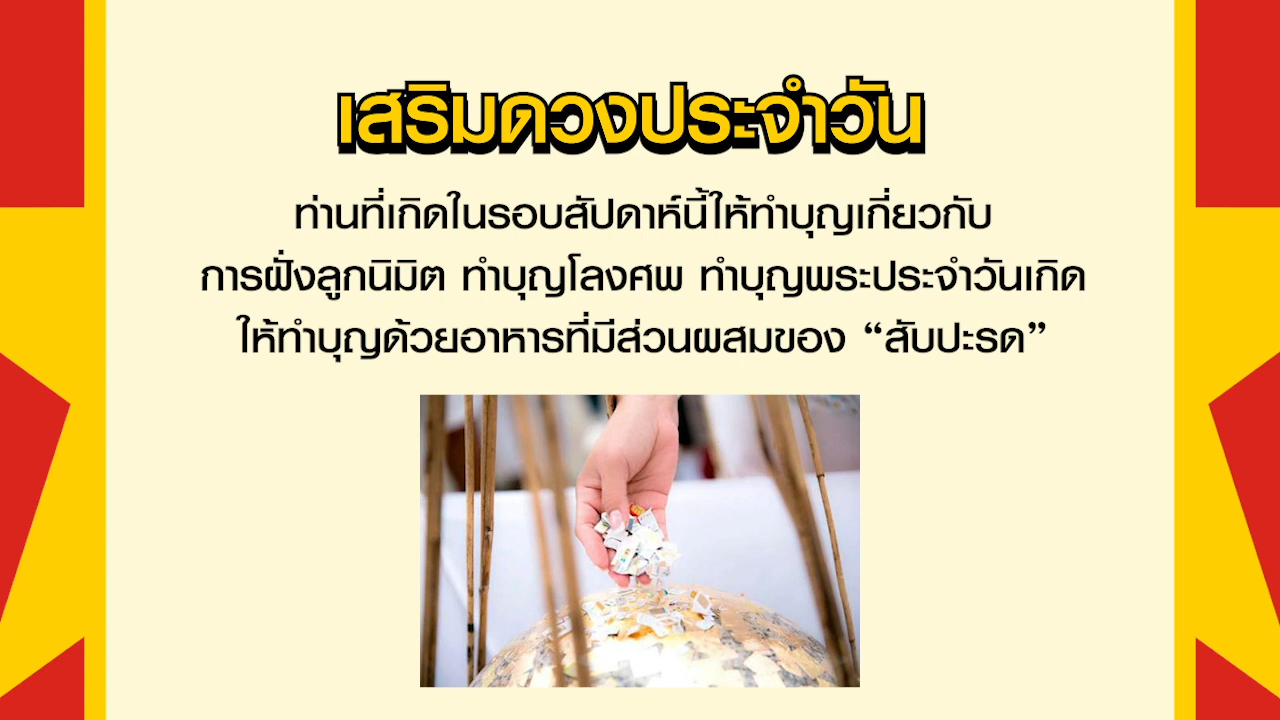 เสริมดวงประจำวัน
ท่านที่เกิดในรอบสัปดาห์นี้ให้ทำบุญเกี่ยวกับ
การฝั่งลูกนิมิต ทำบุญโลงศพ ทำบุญพระประจำวันเกิด
ให้ทำบุญด้วยอาหารที่มีส่วนผสมของ “สับปะรด”